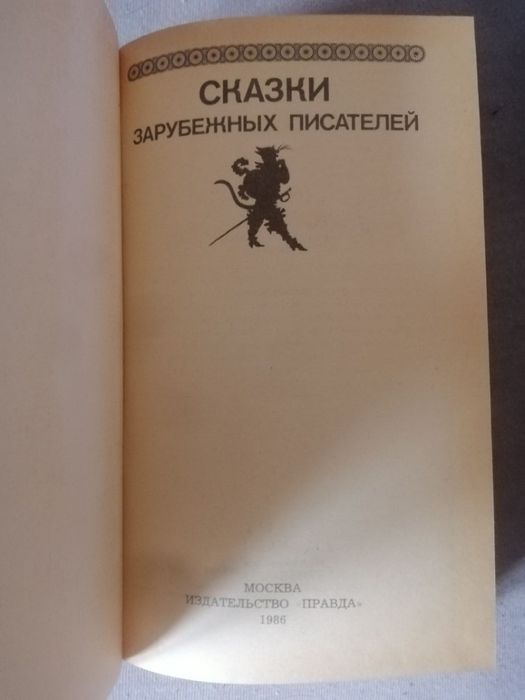 СКАЗКИ
ЗАРУБЕЖНЫХ ПИСАТЕЛЕЙ
МОСКВА
ИЗДАТЕЛЬСТВО «ПРАВДА»
1986